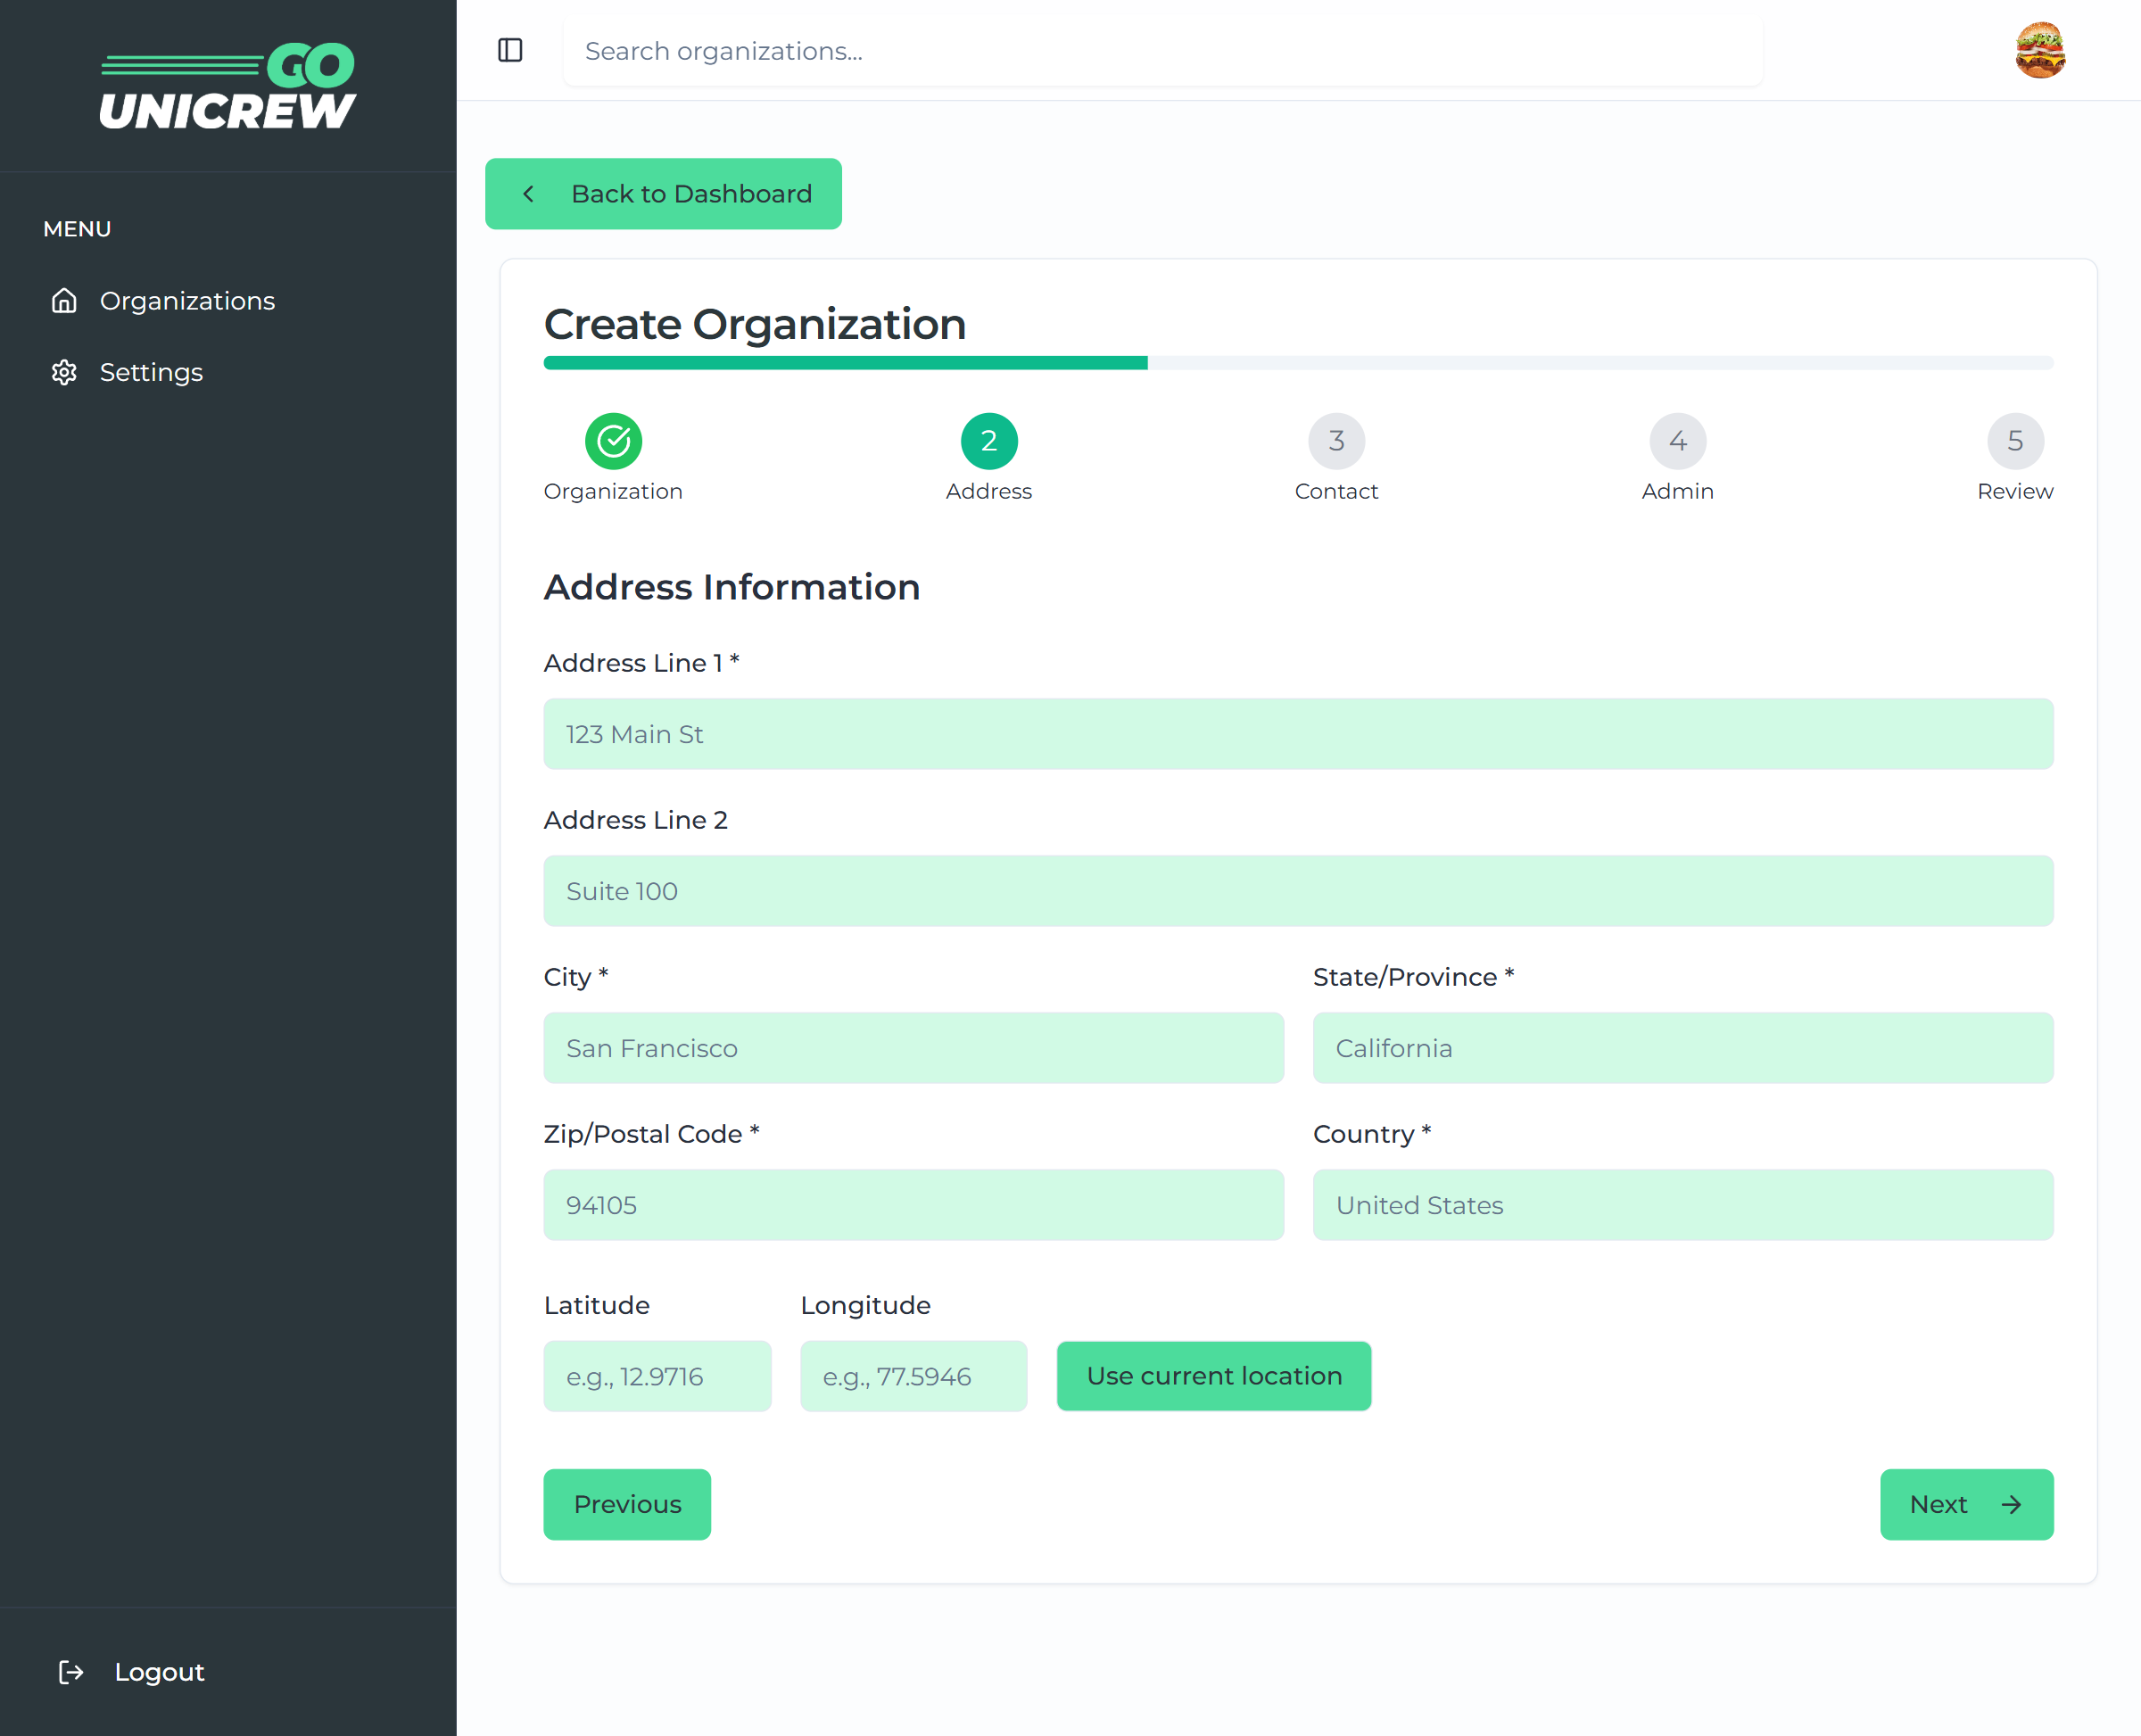 GO
UNICREW
MENU
Organizations
Settings
Logout
Search organizations...
Back to Dashboard
Create Organization
2 3 4 5
Organization Address Contact Admin Review
Address Information
Address Line 1 *
123 Main St
Address Line 2
Suite 100
City * State/Province *
San Francisco California
Zip/Postal Code * Country *
94105 United States
Latitude Longitude
e.g., 12.9716 e.g., 77.5946 Use current location
Previous Next